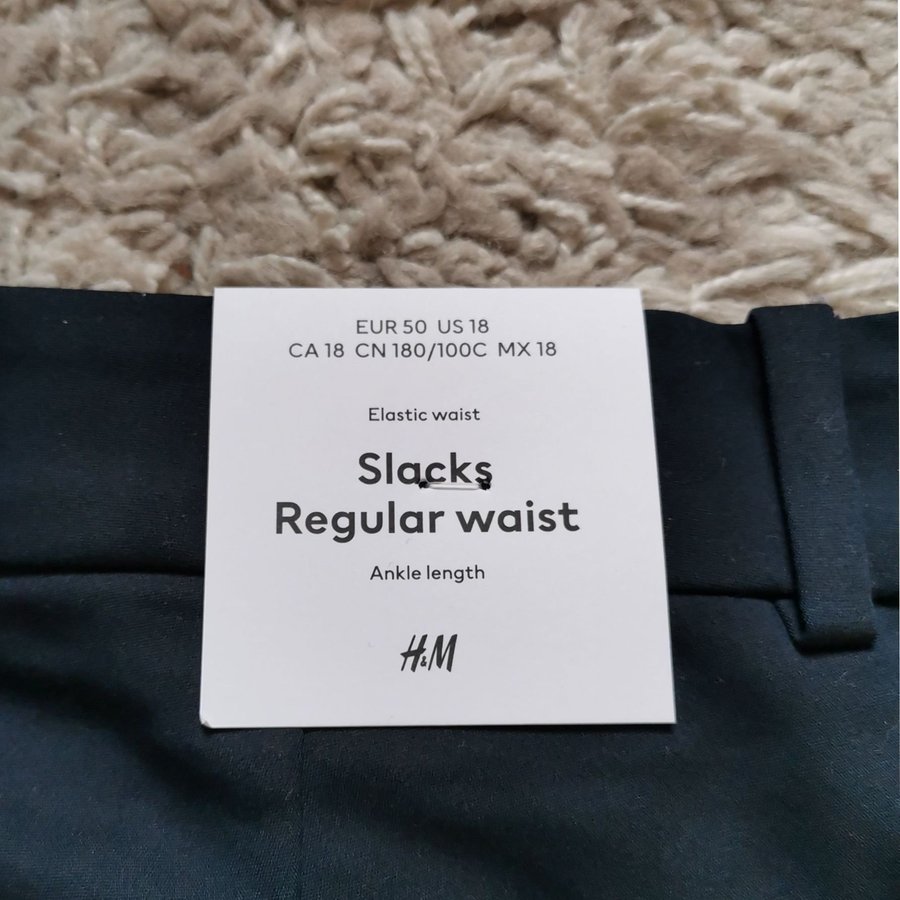 EUR 50 US 18
CA 18 CN 180/100C MX 18
Elastic waist
Slacks
Regular waist
Ankle length
H&M